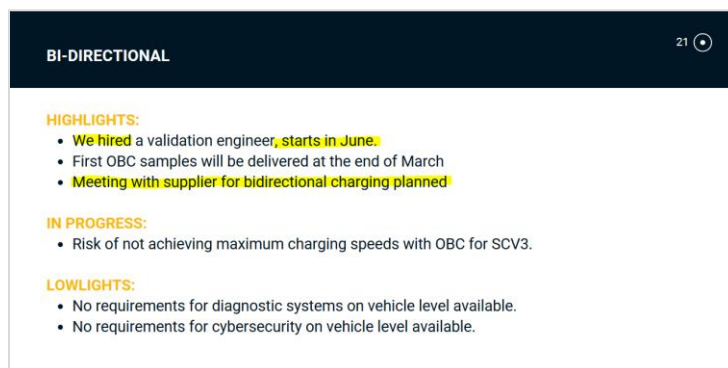 21
BI-DIRECTIONAL
HIGHLIGHTS:
• We hired a validation engineer, starts in June.
• First OBC samples will be delivered at the end of March
• Meeting with supplier for bidirectional charging planned
IN PROGRESS:
• Risk of not achieving maximum charging speeds with OBC for SCV3.
LOWLIGHTS:
• No requirements for diagnostic systems on vehicle level available.
• No requirements for cybersecurity on vehicle level available.